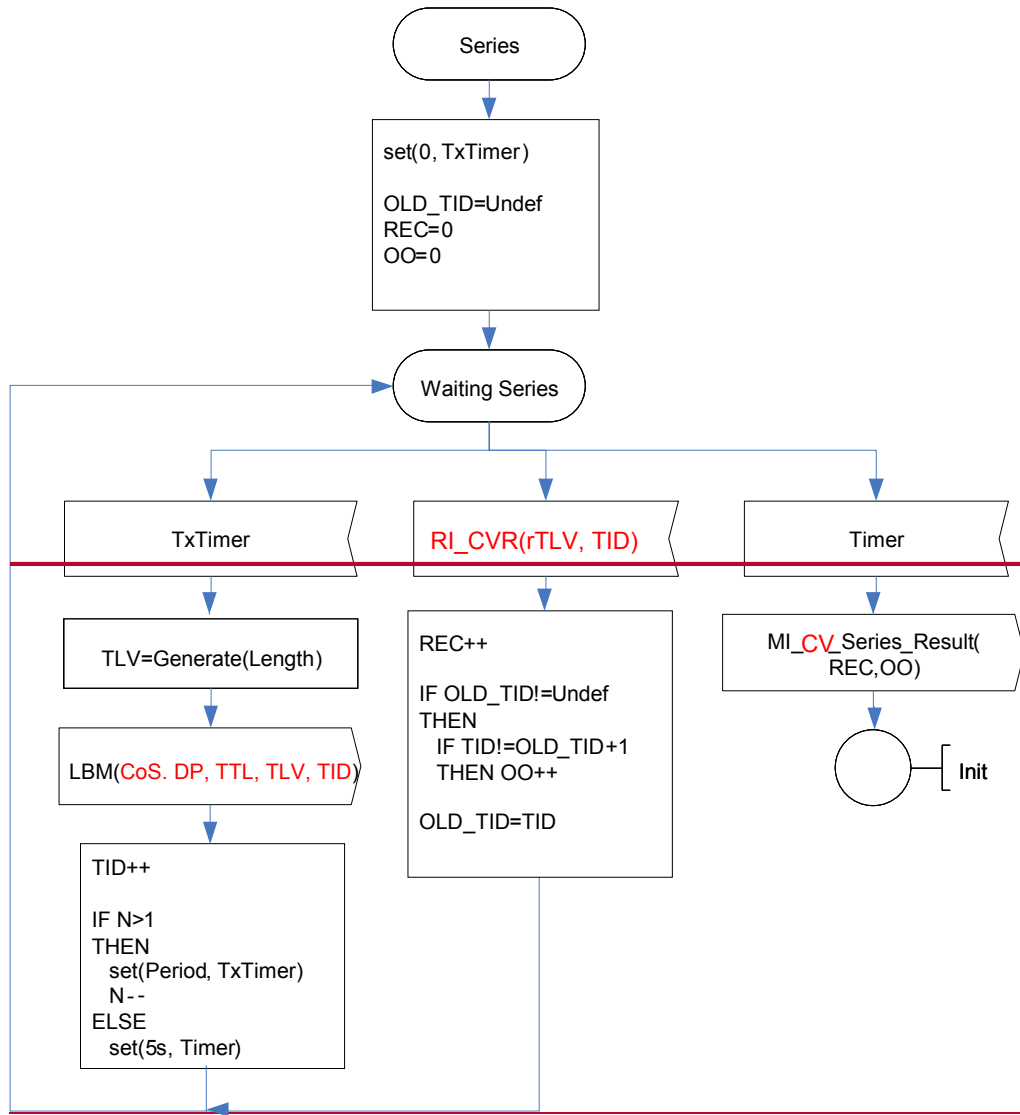 Series
set(0, TxTimer)
OLD_TID=Undef
REC=0
OO=0
Waiting Series
TxTimer
RI_CVR(rTLV, TID)
Timer
TLV=Generate(Length)
LBM(CoS. DP, TTL, TLV, TID)
TID++
IF N>1
THEN
set(Period, TxTimer)
N--
ELSE
set(5s, Timer)
REC++
IF OLD_TID!=Undef
THEN
IF TID!=OLD_TID+1
THEN OO++
OLD_TID=TID
MI_CV_Series_Result(
REC,OO)
Init